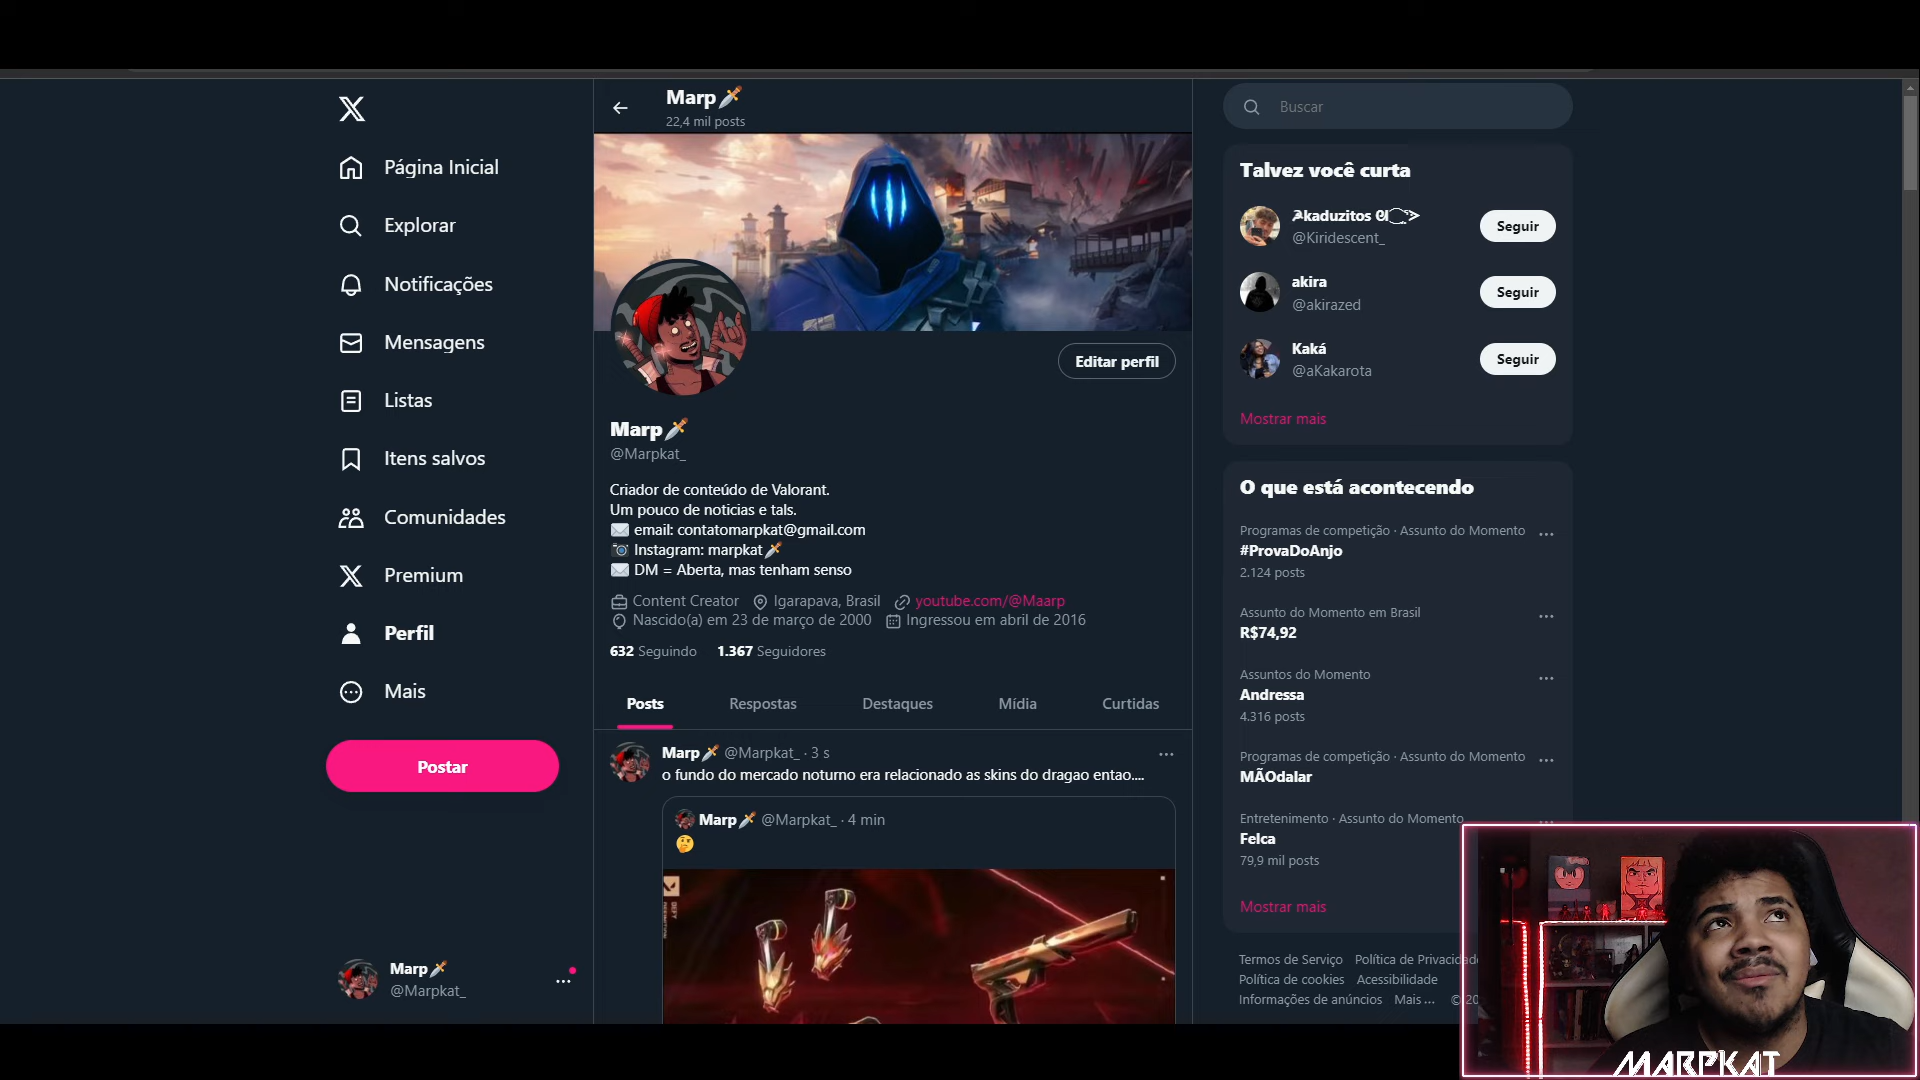 Página Inicial
Explorar
Notificações
Mensagens
Listas
Itens salvos
Comunidades
Premium
Perfil
Mais
Postar
Marp
@Marpkat_
Marp
22,4 mil posts
Editar perfil
Marp
@Marpkat_
Criador de conteúdo de Valorant.
Um pouco de noticias e tals.
email: contatomarpkat@gmail.com
Instagram: marpkat
DM = Aberta, mas tenham senso
Content Creator Igarapava, Brasil youtube.com/@Maarp
Nascido(a) em 23 de março de 2000 Ingressou em abril de 2016
632 Seguindo 1.367 Seguidores
Posts Respostas Destaques Mídia Curtidas
Marp @Marpkat_ · 3 s
o fundo do mercado noturno era relacionado as skins do dragao entao....
Marp @Marpkat_ · 4 min
Buscar
Talvez você curta
kaduzitos
@Kiridescent_
Seguir
akira
@akirazed
Seguir
Kaká
@aKakarota
Seguir
Mostrar mais
O que está acontecendo
Programas de competição · Assunto do Momento
#ProvaDoAnjo
2.124 posts
Assunto do Momento em Brasil
R$74,92
Assuntos do Momento
Andressa
4.316 posts
Programas de competição · Assunto do Momento
MÃOdalar
Entretenimento · Assunto do Momento
Felca
79,9 mil posts
Mostrar mais
Termos de Serviço Política de Privacidade
Política de cookies Acessibilidade
Informações de anúncios Mais ... © 20
MARPKAT